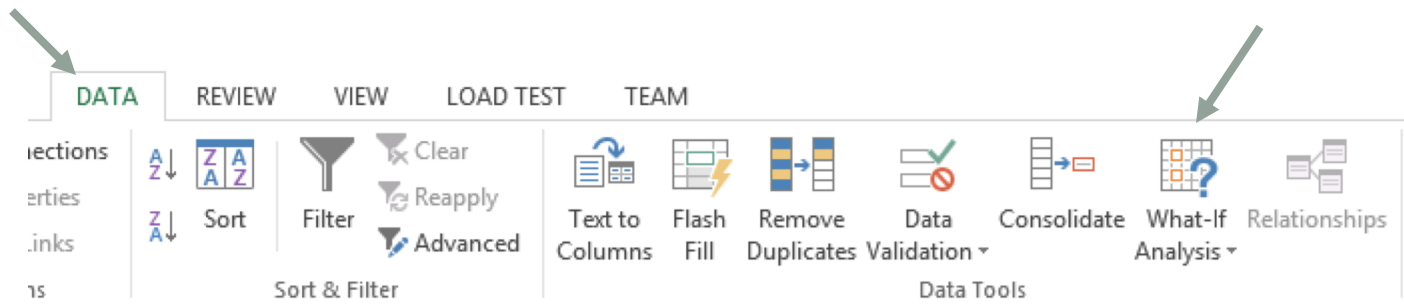 DATA REVIEW VIEW LOAD TEST TEAM
nections
Clear
erties
Reapply
Links
Advanced
Sort
Filter
Sort & Filter
Text to
Columns
Flash
Fill
Remove
Duplicates
Data
Validation
Consolidate
What-If
Analysis
Relationships
Data Tools